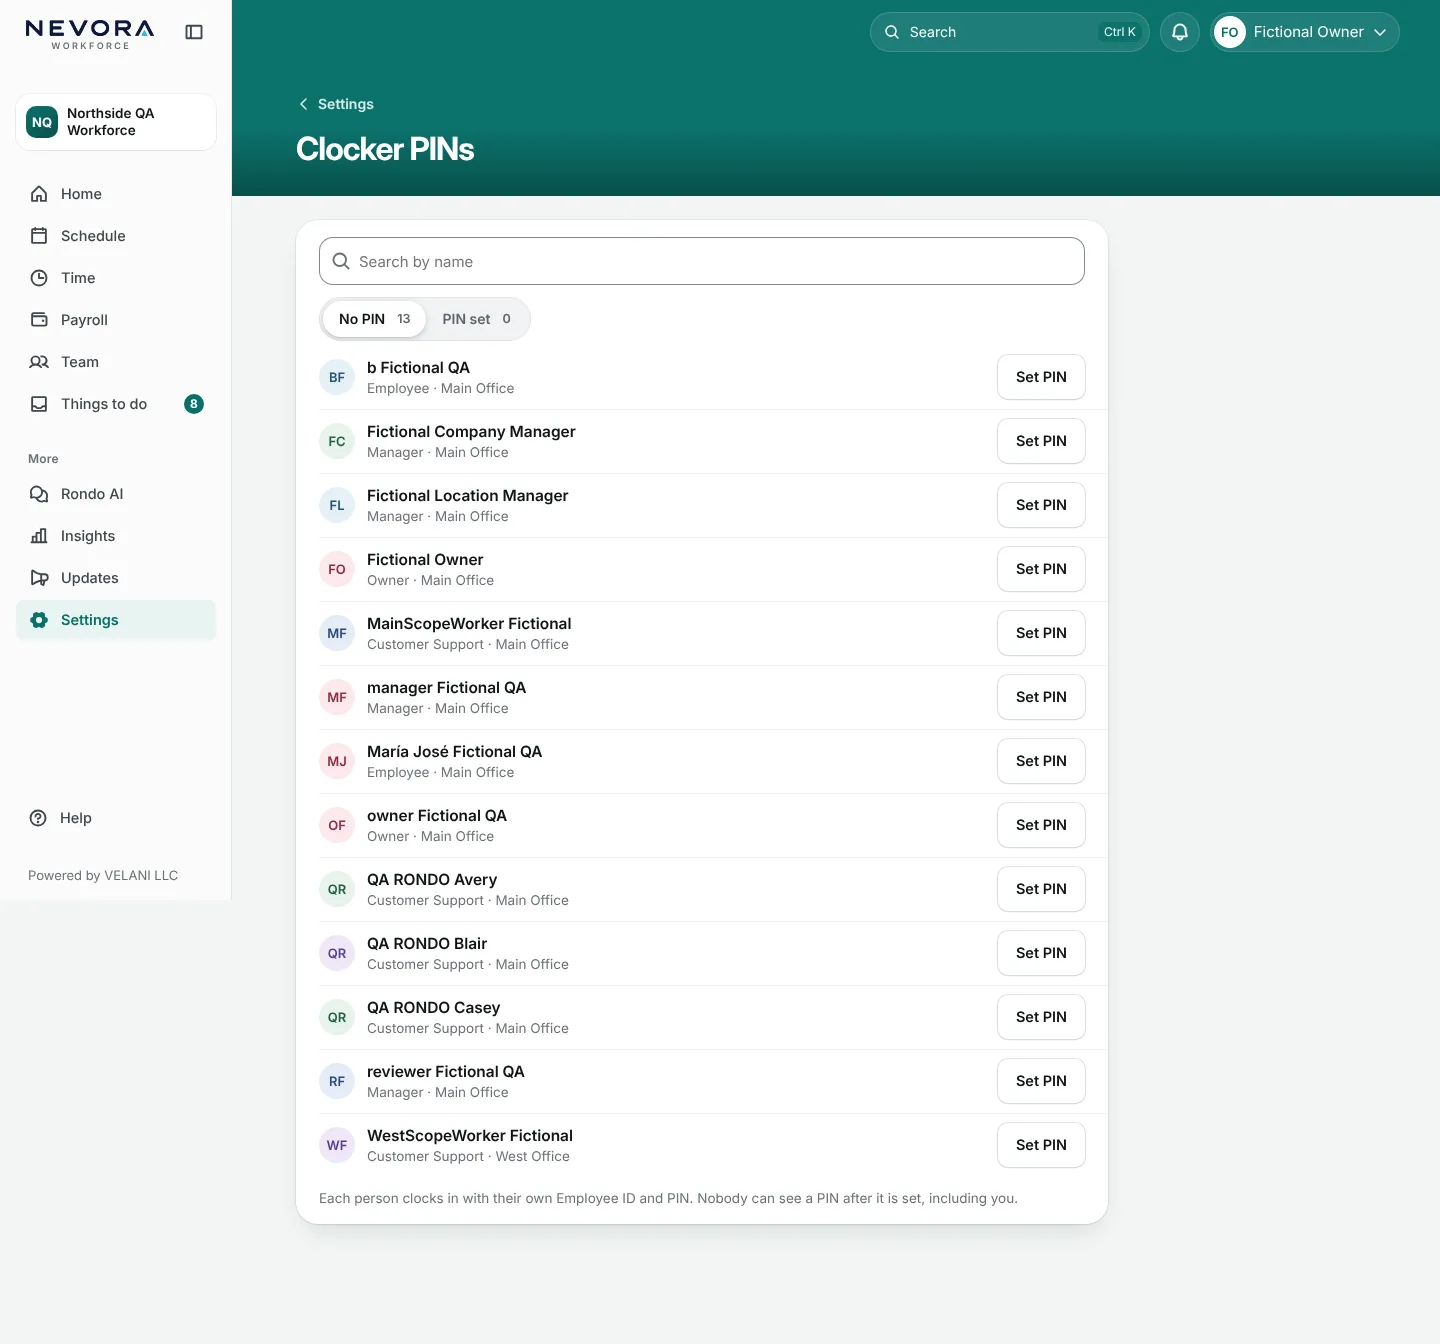 NEVORA
WORKFORCE
Search
Ctrl K
FO
Fictional Owner
NQ
Northside QA
Workforce
Settings
Clocker PINs
Home
Schedule
Time
Payroll
Team
Things to do
8
More
Rondo AI
Insights
Updates
Settings
Help
Powered by VELANI LLC
Search by name
No PIN 13
PIN set 0
BF
b Fictional QA
Employee · Main Office
Set PIN
FC
Fictional Company Manager
Manager · Main Office
Set PIN
FL
Fictional Location Manager
Manager · Main Office
Set PIN
FO
Fictional Owner
Owner · Main Office
Set PIN
MF
MainScopeWorker Fictional
Customer Support · Main Office
Set PIN
MF
manager Fictional QA
Manager · Main Office
Set PIN
MJ
María José Fictional QA
Employee · Main Office
Set PIN
OF
owner Fictional QA
Owner · Main Office
Set PIN
QR
QA RONDO Avery
Customer Support · Main Office
Set PIN
QR
QA RONDO Blair
Customer Support · Main Office
Set PIN
QR
QA RONDO Casey
Customer Support · Main Office
Set PIN
RF
reviewer Fictional QA
Manager · Main Office
Set PIN
WF
WestScopeWorker Fictional
Customer Support · West Office
Set PIN
Each person clocks in with their own Employee ID and PIN. Nobody can see a PIN after it is set, including you.